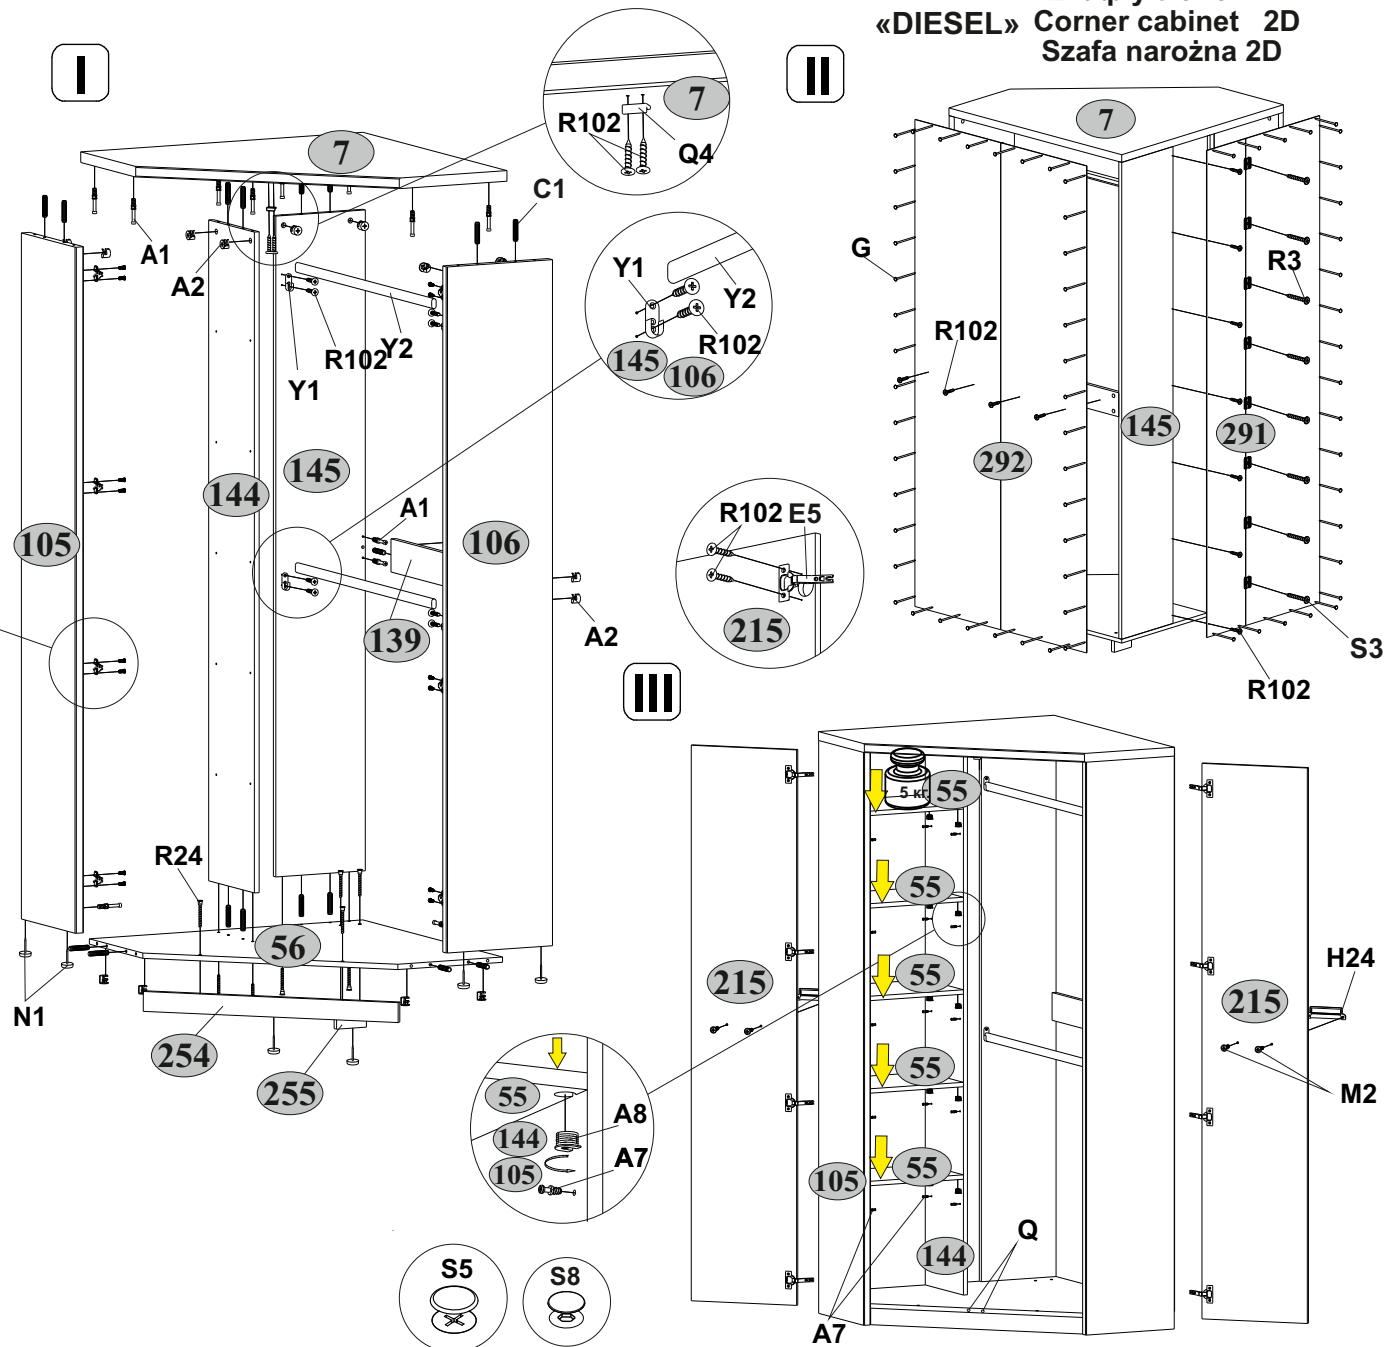 «DIESEL» Corner cabinet 2D
Szafa narożna 2D
I
II
7
R102
Q4
7
C1
A1
A2
Y1
R102
Y2
Y1
Y2
R102
145
106
105
144
145
A1
106
139
A2
R24
56
N1
254
255
7
G
R3
R102
292
145
291
S3
R102
R102 E5
215
III
5 кг.
55
55
55
55
55
215
215
H24
M2
105
144
Q
A7
55
144
105
A8
A7
S5
S8